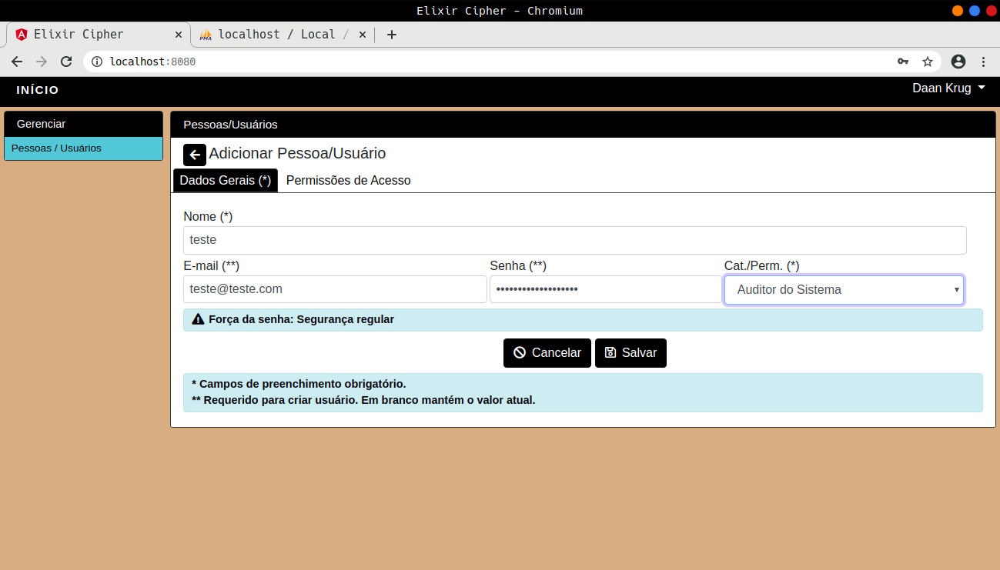 Elixir Cipher - Chromium
Elixir Cipher
PMA localhost / Local /
localhost:8080
INÍCIO
Daan Krug
Gerenciar
Pessoas / Usuários
Pessoas/Usuários
Adicionar Pessoa/Usuário
Dados Gerais (*)
Permissões de Acesso
Nome (*)
teste
E-mail (**)
Senha (**)
Cat./Perm. (*)
teste@teste.com
•••••••••••••••••••
Auditor do Sistema
Força da senha: Segurança regular
Cancelar
Salvar
* Campos de preenchimento obrigatório.
** Requerido para criar usuário. Em branco mantém o valor atual.